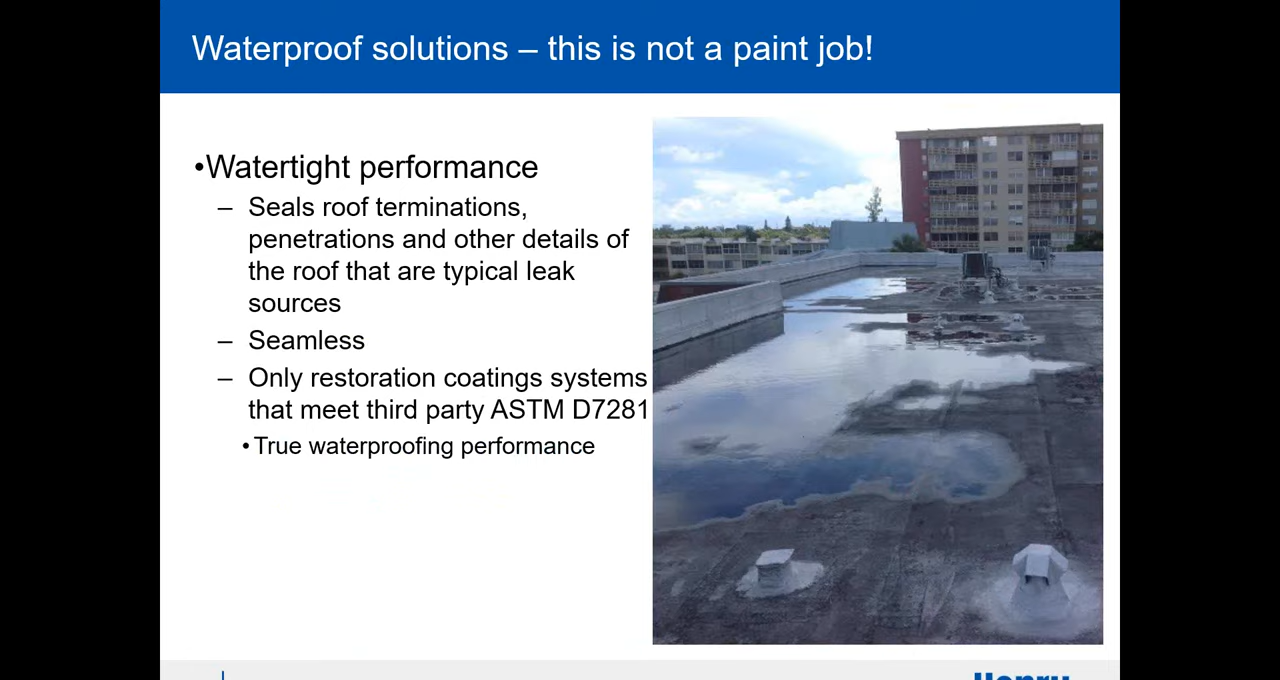 Waterproof solutions – this is not a paint job!
•Watertight performance
– Seals roof terminations,
penetrations and other details of
the roof that are typical leak
sources
– Seamless
– Only restoration coatings systems
that meet third party ASTM D7281
•True waterproofing performance
Henry